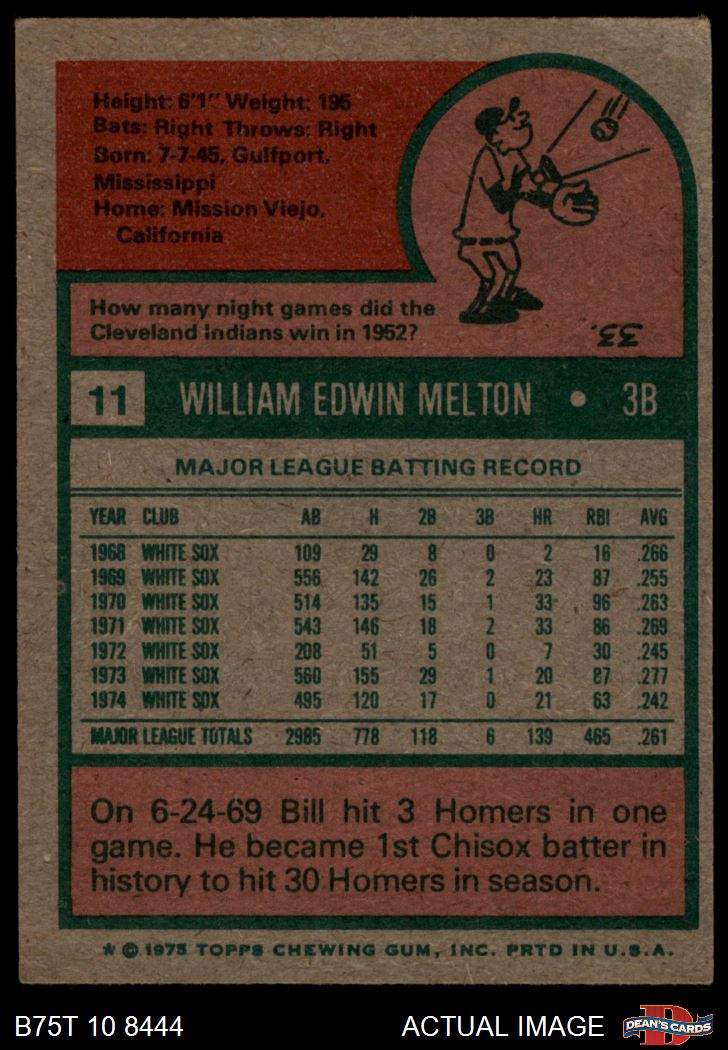 Height: 6'1" Weight: 195
Bats: Right Throws: Right
Born: 7-7-45, Gulfport,
Mississippi
Home: Mission Viejo,
California
How many night games did the
Cleveland Indians win in 1952?
33.
11 WILLIAM EDWIN MELTON • 3B
MAJOR LEAGUE BATTING RECORD
YEAR CLUB AB H 2B 3B HR RBI AVG
1968 WHITE SOX 109 29 8 0 2 16 .266
1969 WHITE SOX 556 142 26 2 23 87 .255
1970 WHITE SOX 514 135 15 1 33 96 .263
1971 WHITE SOX 543 146 18 2 33 86 .269
1972 WHITE SOX 208 51 5 0 7 30 .245
1973 WHITE SOX 560 155 29 1 20 87 .277
1974 WHITE SOX 495 120 17 0 21 63 .242
MAJOR LEAGUE TOTALS 2985 778 118 6 139 465 .261
On 6-24-69 Bill hit 3 Homers in one
game. He became 1st Chisox batter in
history to hit 30 Homers in season.
* © 1975 TOPPS CHEWING GUM, INC. PRTD IN U.S.A.
B75T 10 8444 ACTUAL IMAGE
D
DEAN'S CARDS